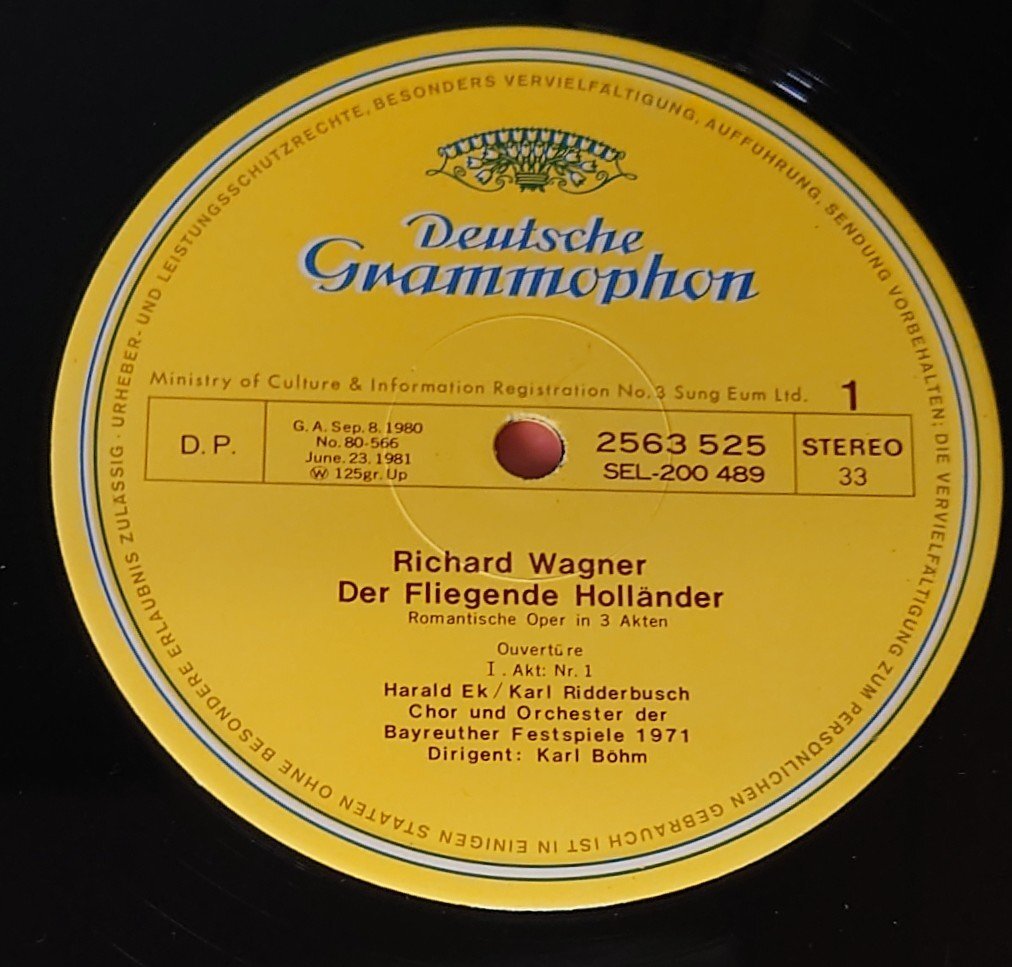 URHEBER- UND LEISTUNGSSCHUTZRECHTE, BESONDERS VERVIELFÄLTIGUNG, AUFFÜHRUNG, SENDUNG VORBEHALTEN; DIE VERVIELFÄLTIGUNG ZUM PERSÖNLICHEN GEBRAUCH IST IN EINIGEN STAATEN OHNE BESONDERE ERLAUBNIS ZULÄSSIG ·
Deutsche
Grammophon
Ministry of Culture & Information Registration No.3 Sung Eum Ltd.
1
D.P.
G.A. Sep. 8. 1980
No. 80-566
June. 23. 1981
Ⓦ 125gr. Up
2563 525
SEL-200 489
STEREO
33
Richard Wagner
Der Fliegende Holländer
Romantische Oper in 3 Akten
Ouvertüre
I. Akt: Nr. 1
Harald Ek / Karl Ridderbusch
Chor und Orchester der
Bayreuther Festspiele 1971
Dirigent: Karl Böhm